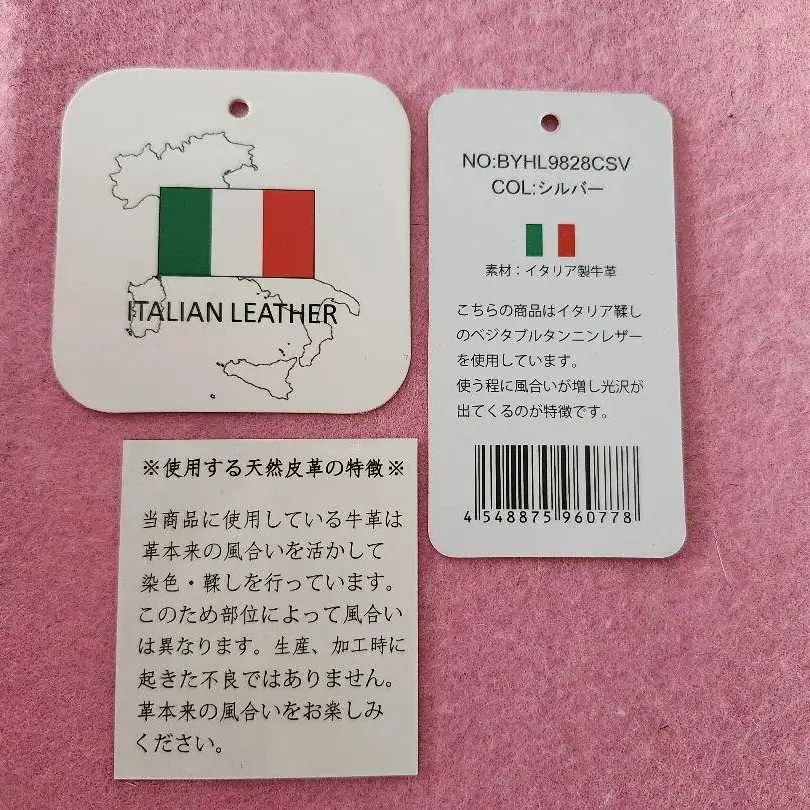 ITALIAN LEATHER
NO:BYHL9828CSV
COL:シルバー
素材：イタリア製牛革
こちらの商品はイタリア鞣し
のベジタブルタンニンレザー
を使用しています。
使う程に風合いが増し光沢が
出てくるのが特徴です。
4 548875 960778
※使用する天然皮革の特徴※
当商品に使用している牛革は
革本来の風合いを活かして
染色・鞣しを行っています。
このため部位によって風合い
は異なります。生産、加工時に
起きた不良ではありません。
革本来の風合いをお楽しみ
ください。